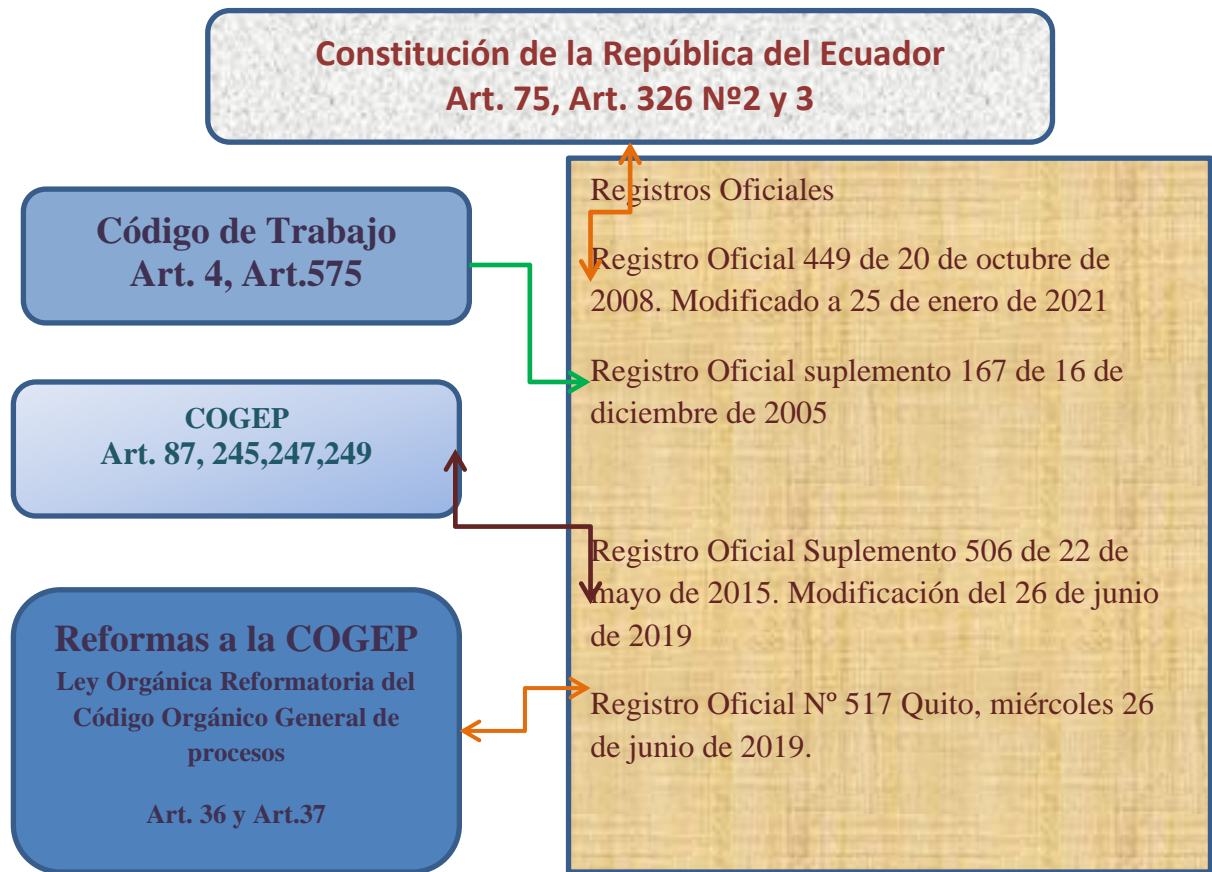 Constitución de la República del Ecuador
Art. 75, Art. 326 Nº2 y 3
Código de Trabajo
Art. 4, Art.575
COGEP
Art. 87, 245,247,249
Reformas a la COGEP
Ley Orgánica Reformatoria del
Código Orgánico General de
procesos
Art. 36 y Art.37
Registros Oficiales
Registro Oficial 449 de 20 de octubre de
2008. Modificado a 25 de enero de 2021
Registro Oficial suplemento 167 de 16 de
diciembre de 2005
Registro Oficial Suplemento 506 de 22 de
mayo de 2015. Modificación del 26 de junio
de 2019
Registro Oficial Nº 517 Quito, miércoles 26
de junio de 2019.